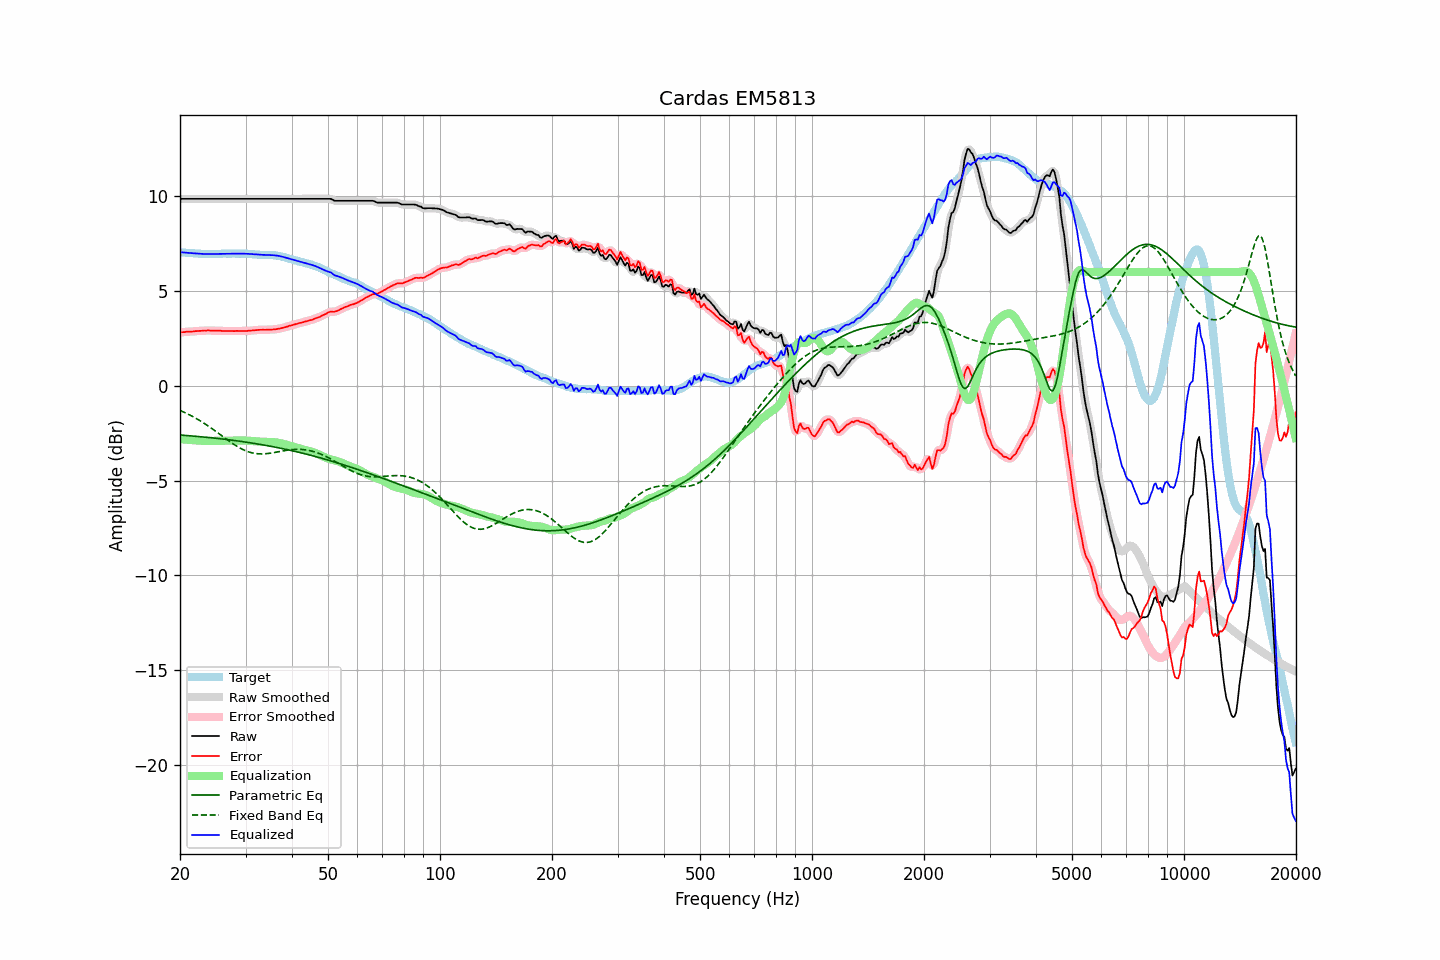 Cardas EM5813
Amplitude (dBr)
10
5
0
−5
−10
−15
−20
Target
Raw Smoothed
Error Smoothed
Raw
Error
Equalization
Parametric Eq
Fixed Band Eq
Equalized
20 50 100 200 500 1000 2000 5000 10000 20000
Frequency (Hz)